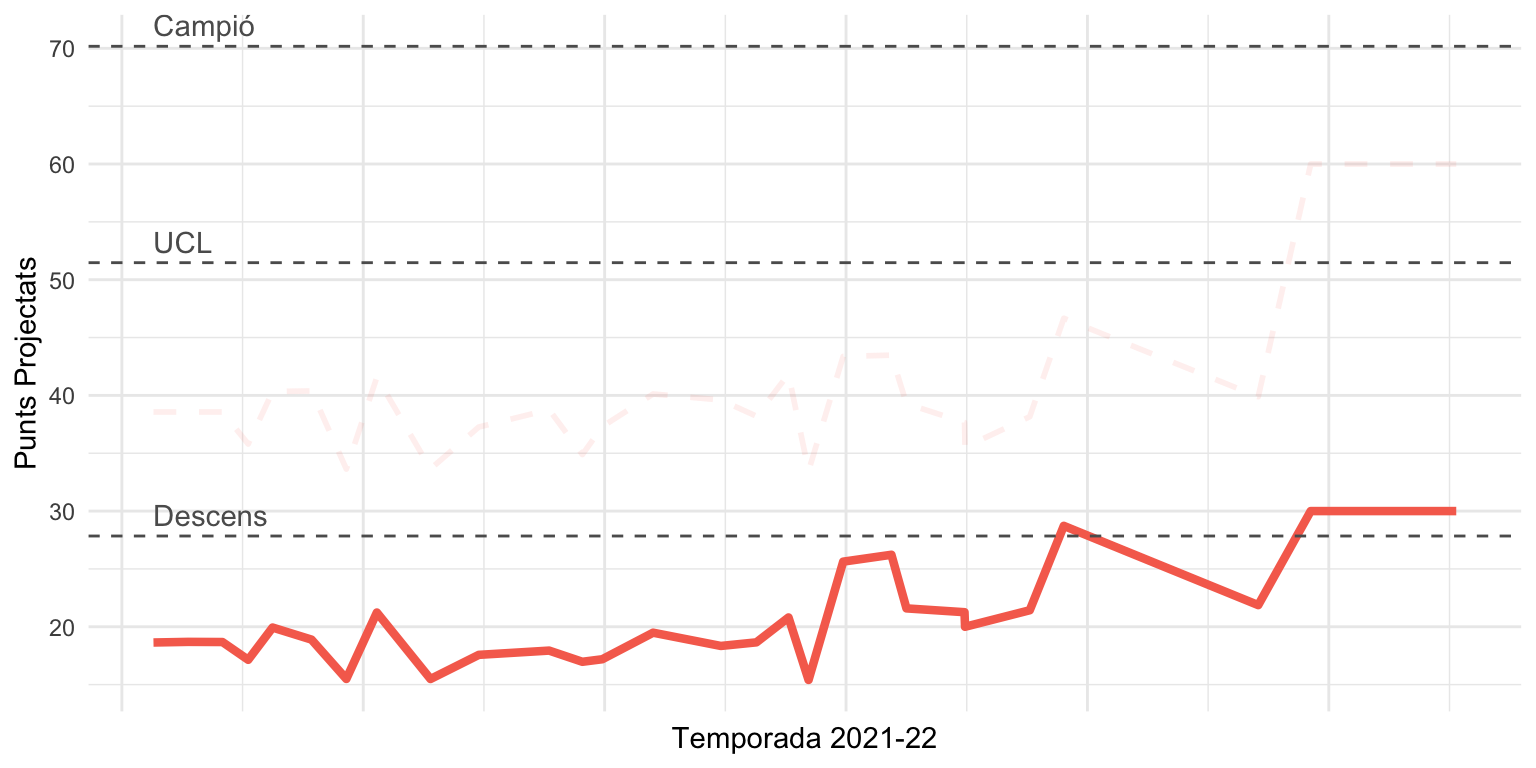 Campió
70
60
UCL
50
Punts Projectats
40
30
Descens
20
Temporada 2021-22